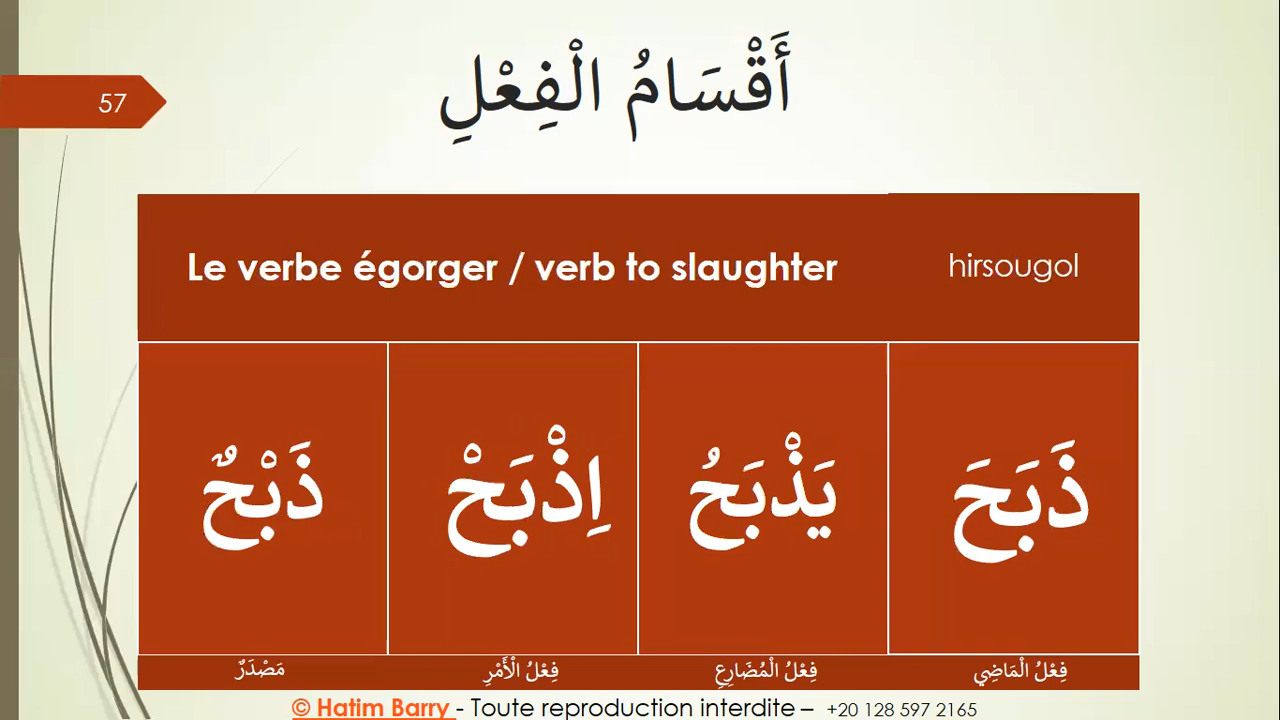 57
أَقْسَامُ الْفِعْلِ
Le verbe égorger / verb to slaughter
hirsougol
ذَبَحَ
يَذْبَحُ
اِذْبَحْ
ذَبْحٌ
فِعْلُ الْمَاضِي
فِعْلُ الْمُضَارِعِ
فِعْلُ الْأَمْرِ
مَصْدَرٌ
© Hatim Barry - Toute reproduction interdite – +20 128 597 2165